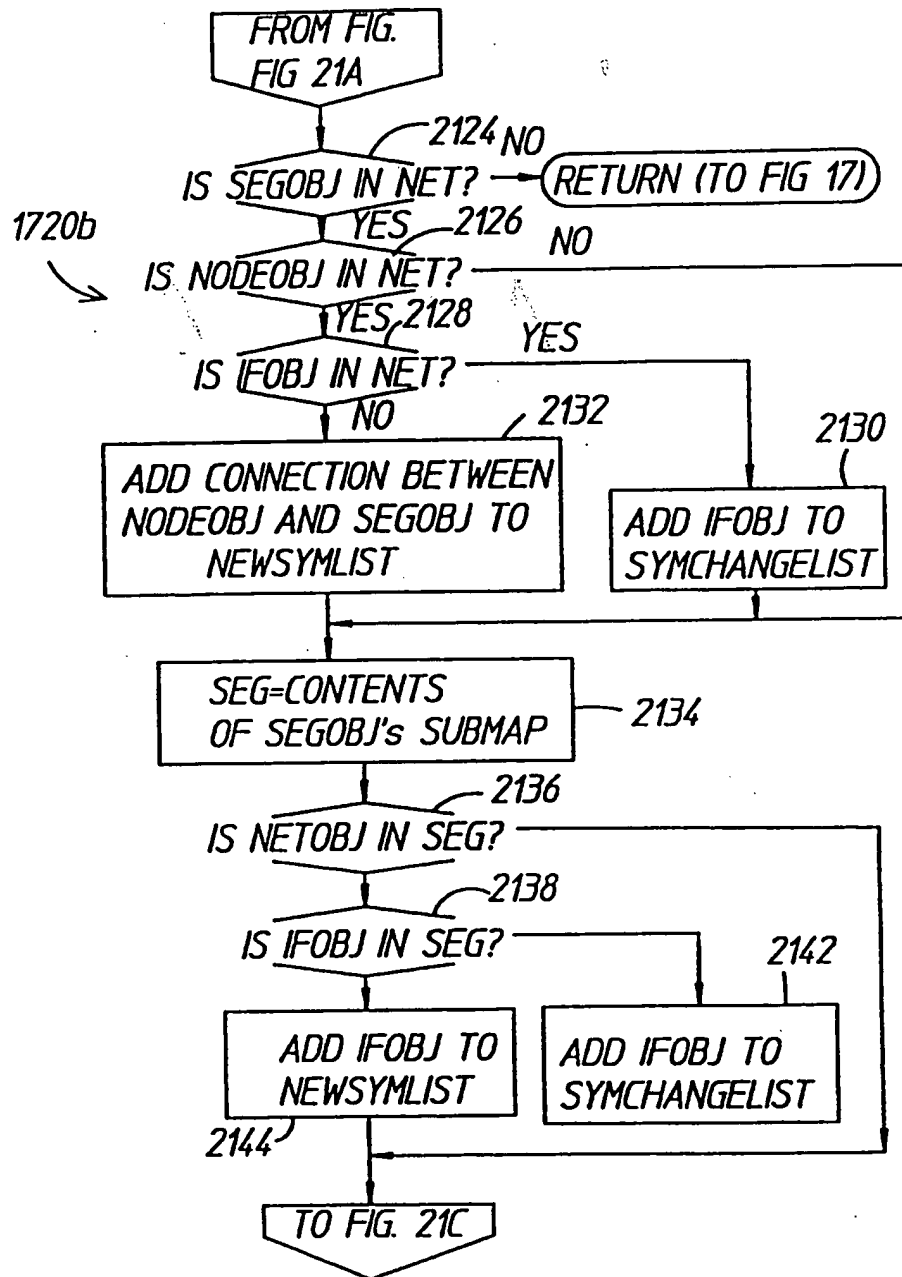 FROM FIG.
FIG 21A
2124
NO
IS SEGOBJ IN NET?
RETURN (TO FIG 17)
1720b
YES
2126
NO
IS NODEOBJ IN NET?
YES
2128
YES
IS IFOBJ IN NET?
NO
2132
2130
ADD CONNECTION BETWEEN
NODEOBJ AND SEGOBJ TO
NEWSYMLIST
ADD IFOBJ TO
SYMCHANGELIST
SEG=CONTENTS
OF SEGOBJ's SUBMAP
2134
2136
IS NETOBJ IN SEG?
2138
IS IFOBJ IN SEG?
2142
ADD IFOBJ TO
NEWSYMLIST
ADD IFOBJ TO
SYMCHANGELIST
2144
TO FIG. 21C